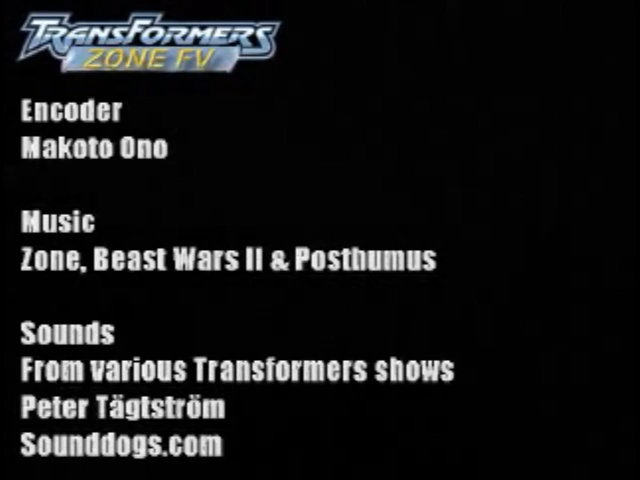 TRANSFORMERS
ZONE FV
Encoder
Makoto Ono
Music
Zone, Beast Wars II & Posthumus
Sounds
From various Transformers shows
Peter Tägtström
Sounddogs.com